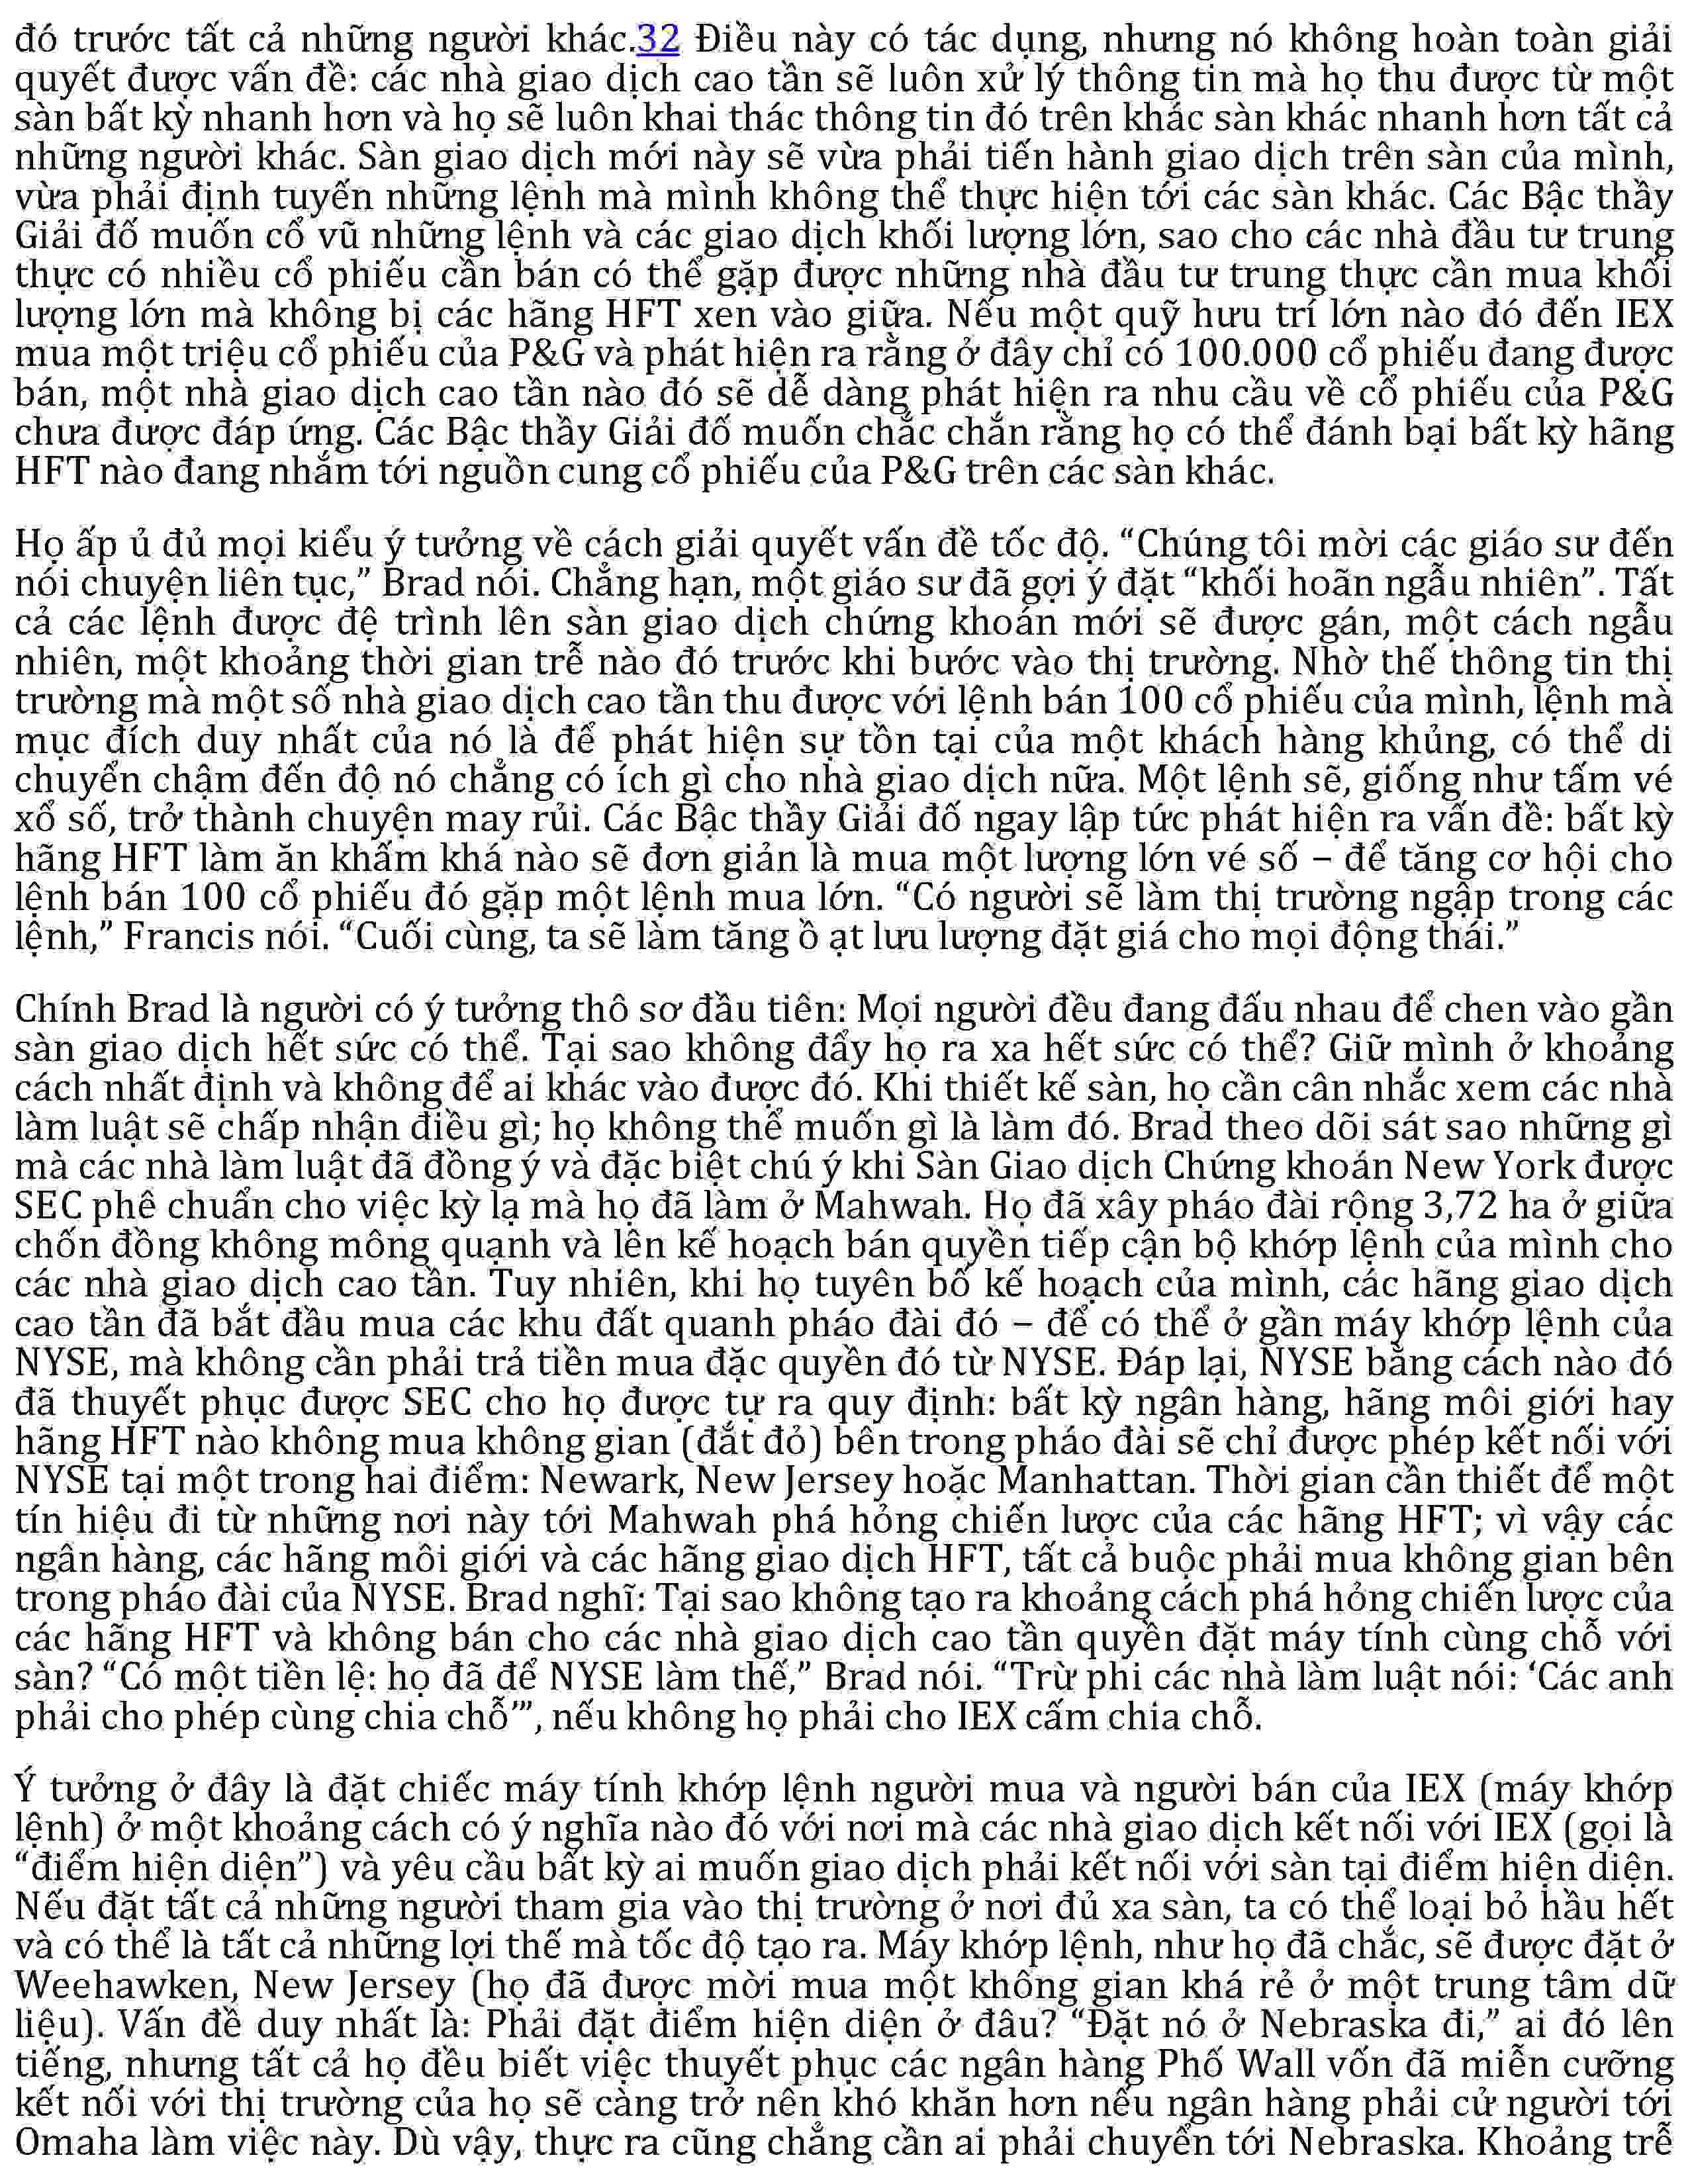 đó trước tất cả những người khác.32 Điều này có tác dụng, nhưng nó không hoàn toàn giải
quyết được vấn đề: các nhà giao dịch cao tần sẽ luôn xử lý thông tin mà họ thu được từ một
sàn bất kỳ nhanh hơn và họ sẽ luôn khai thác thông tin đó trên khác sàn khác nhanh hơn tất cả
những người khác. Sàn giao dịch mới này sẽ vừa phải tiến hành giao dịch trên sàn của mình,
vừa phải định tuyến những lệnh mà mình không thể thực hiện tới các sàn khác. Các Bậc thầy
Giải đố muốn cổ vũ những lệnh và các giao dịch khối lượng lớn, sao cho các nhà đầu tư trung
thực có nhiều cổ phiếu cần bán có thể gặp được những nhà đầu tư trung thực cần mua khối
lượng lớn mà không bị các hãng HFT xen vào giữa. Nếu một quỹ hưu trí lớn nào đó đến IEX
mua một triệu cổ phiếu của P&G và phát hiện ra rằng ở đây chỉ có 100.000 cổ phiếu đang được
bán, một nhà giao dịch cao tần nào đó sẽ dễ dàng phát hiện ra nhu cầu về cổ phiếu của P&G
chưa được đáp ứng. Các Bậc thầy Giải đố muốn chắc chắn rằng họ có thể đánh bại bất kỳ hãng
HFT nào đang nhắm tới nguồn cung cổ phiếu của P&G trên các sàn khác.
Họ ấp ủ đủ mọi kiểu ý tưởng về cách giải quyết vấn đề tốc độ. “Chúng tôi mời các giáo sư đến
nói chuyện liên tục,” Brad nói. Chẳng hạn, một giáo sư đã gợi ý đặt “khối hoãn ngẫu nhiên”. Tất
cả các lệnh được đệ trình lên sàn giao dịch chứng khoán mới sẽ được gán, một cách ngẫu
nhiên, một khoảng thời gian trễ nào đó trước khi bước vào thị trường. Nhờ thế thông tin thị
trường mà một số nhà giao dịch cao tần thu được với lệnh bán 100 cổ phiếu của mình, lệnh mà
mục đích duy nhất của nó là để phát hiện sự tồn tại của một khách hàng khủng, có thể di
chuyển chậm đến độ nó chẳng có ích gì cho nhà giao dịch nữa. Một lệnh sẽ, giống như tấm vé
xổ số, trở thành chuyện may rủi. Các Bậc thầy Giải đố ngay lập tức phát hiện ra vấn đề: bất kỳ
hãng HFT làm ăn khấm khá nào sẽ đơn giản là mua một lượng lớn vé số – để tăng cơ hội cho
lệnh bán 100 cổ phiếu đó gặp một lệnh mua lớn. “Có người sẽ làm thị trường ngập trong các
lệnh,” Francis nói. “Cuối cùng, ta sẽ làm tăng ồ ạt lưu lượng đặt giá cho mọi động thái.”
Chính Brad là người có ý tưởng thô sơ đầu tiên: Mọi người đều đang đấu nhau để chen vào gần
sàn giao dịch hết sức có thể. Tại sao không đẩy họ ra xa hết sức có thể? Giữ mình ở khoảng
cách nhất định và không để ai khác vào được đó. Khi thiết kế sàn, họ cần cân nhắc xem các nhà
làm luật sẽ chấp nhận điều gì; họ không thể muốn gì là làm đó. Brad theo dõi sát sao những gì
mà các nhà làm luật đã đồng ý và đặc biệt chú ý khi Sàn Giao dịch Chứng khoán New York được
SEC phê chuẩn cho việc kỳ lạ mà họ đã làm ở Mahwah. Họ đã xây pháo đài rộng 3,72 ha ở giữa
chốn đồng không mông quạnh và lên kế hoạch bán quyền tiếp cận bộ khớp lệnh của mình cho
các nhà giao dịch cao tần. Tuy nhiên, khi họ tuyên bố kế hoạch của mình, các hãng giao dịch
cao tần đã bắt đầu mua các khu đất quanh pháo đài đó – để có thể ở gần máy khớp lệnh của
NYSE, mà không cần phải trả tiền mua đặc quyền đó từ NYSE. Đáp lại, NYSE bằng cách nào đó
đã thuyết phục được SEC cho họ được tự ra quy định: bất kỳ ngân hàng, hãng môi giới hay
hãng HFT nào không mua không gian (đắt đỏ) bên trong pháo đài sẽ chỉ được phép kết nối với
NYSE tại một trong hai điểm: Newark, New Jersey hoặc Manhattan. Thời gian cần thiết để một
tín hiệu đi từ những nơi này tới Mahwah phá hỏng chiến lược của các hãng HFT; vì vậy các
ngân hàng, các hãng môi giới và các hãng giao dịch HFT, tất cả buộc phải mua không gian bên
trong pháo đài của NYSE. Brad nghĩ: Tại sao không tạo ra khoảng cách phá hỏng chiến lược của
các hãng HFT và không bán cho các nhà giao dịch cao tần quyền đặt máy tính cùng chỗ với
sàn? “Có một tiền lệ: họ đã để NYSE làm thế,” Brad nói. “Trừ phi các nhà làm luật nói: ‘Các anh
phải cho phép cùng chia chỗ’”, nếu không họ phải cho IEX cấm chia chỗ.
Ý tưởng ở đây là đặt chiếc máy tính khớp lệnh người mua và người bán của IEX (máy khớp
lệnh) ở một khoảng cách có ý nghĩa nào đó với nơi mà các nhà giao dịch kết nối với IEX (gọi là
“điểm hiện diện”) và yêu cầu bất kỳ ai muốn giao dịch phải kết nối với sàn tại điểm hiện diện.
Nếu đặt tất cả những người tham gia vào thị trường ở nơi đủ xa sàn, ta có thể loại bỏ hầu hết
và có thể là tất cả những lợi thế mà tốc độ tạo ra. Máy khớp lệnh, như họ đã chắc, sẽ được đặt ở
Weehawken, New Jersey (họ đã được mời mua một không gian khá rẻ ở một trung tâm dữ
liệu). Vấn đề duy nhất là: Phải đặt điểm hiện diện ở đâu? “Đặt nó ở Nebraska đi,” ai đó lên
tiếng, nhưng tất cả họ đều biết việc thuyết phục các ngân hàng Phố Wall vốn đã miễn cưỡng
kết nối với thị trường của họ sẽ càng trở nên khó khăn hơn nếu ngân hàng phải cử người tới
Omaha làm việc này. Dù vậy, thực ra cũng chẳng cần ai phải chuyển tới Nebraska. Khoảng trễ